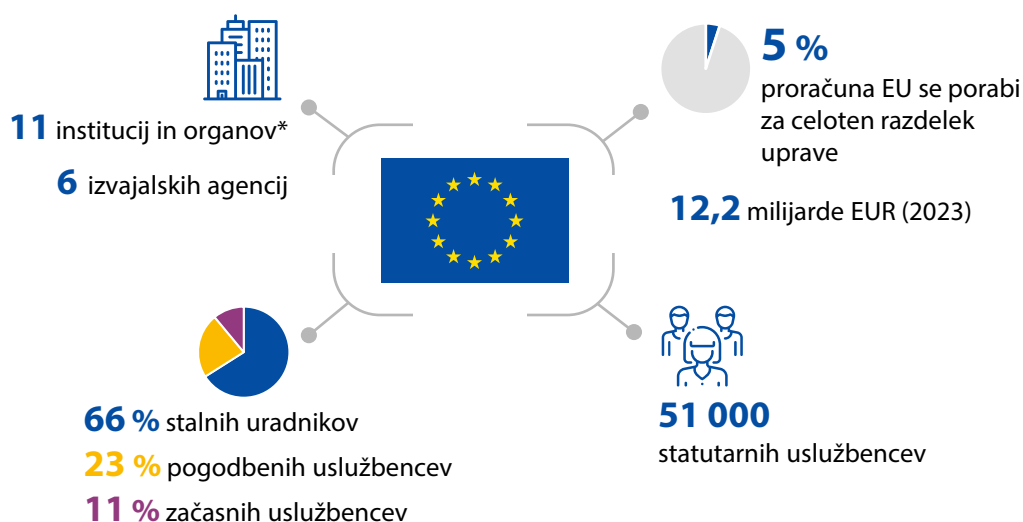 11 institucij in organov*
6 izvajalskih agencij
5 %
proračuna EU se porabi
za celoten razdelek
uprave
12,2 milijarde EUR (2023)
66 % stalnih uradnikov
23 % pogodbenih uslužbencev
11 % začasnih uslužbencev
51 000
statutarnih uslužbencev